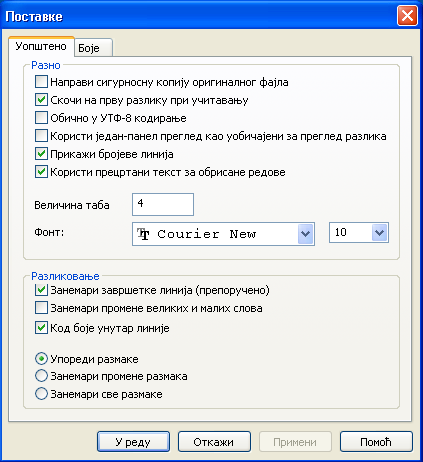 Поставке
Уопштено
Боје
Разно
Направи сигурносну копију оригиналног фајла
Скочи на прву разлику при учитавању
Обично у УТФ-8 кодирање
Користи један-панел преглед као уобичајени за преглед разлика
Прикажи бројеве линија
Користи прецртани текст за обрисане редове
Величина таба
4
Фонт:
Courier New
10
Разликовање
Занемари завршетке линија (препоручено)
Занемари промене великих и малих слова
Код боје унутар линије
Упореди размаке
Занемари промене размака
Занемари све размаке
У реду
Откажи
Примени
Помоћ